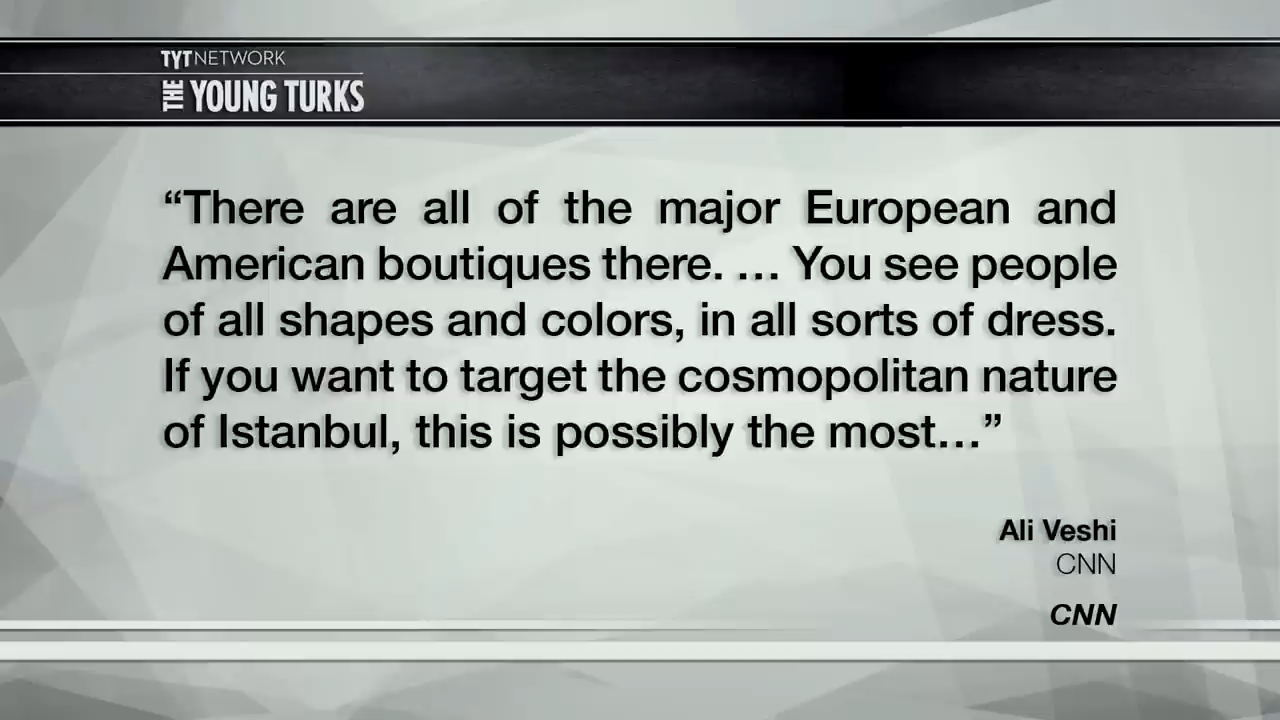 TYTNETWORK
THE YOUNG TURKS
“There are all of the major European and
American boutiques there. … You see people
of all shapes and colors, in all sorts of dress.
If you want to target the cosmopolitan nature
of Istanbul, this is possibly the most…”
Ali Veshi
CNN
CNN